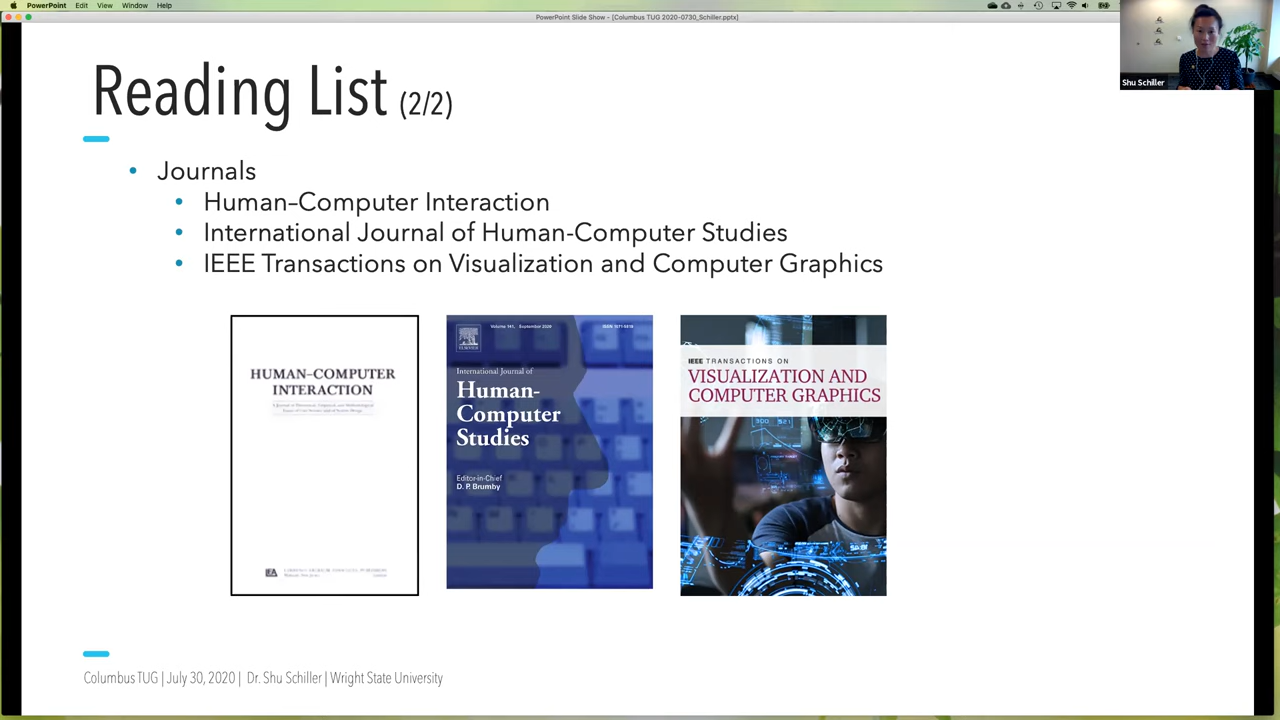 PowerPoint Edit View Window Help
PowerPoint Slide Show - [Columbus TUG 2020-0730_Schiller.pptx]
Shu Schiller
Reading List (2/2)
• Journals
• Human–Computer Interaction
• International Journal of Human-Computer Studies
• IEEE Transactions on Visualization and Computer Graphics
HUMAN–COMPUTER
INTERACTION
Volume 141, September 2020 ISSN 1071-5819
ELSEVIER
International Journal of
Human-
Computer
Studies
Editor-in-Chief
D. P. Brumby
IEEE TRANSACTIONS ON
VISUALIZATION AND
COMPUTER GRAPHICS
Columbus TUG | July 30, 2020 | Dr. Shu Schiller | Wright State University